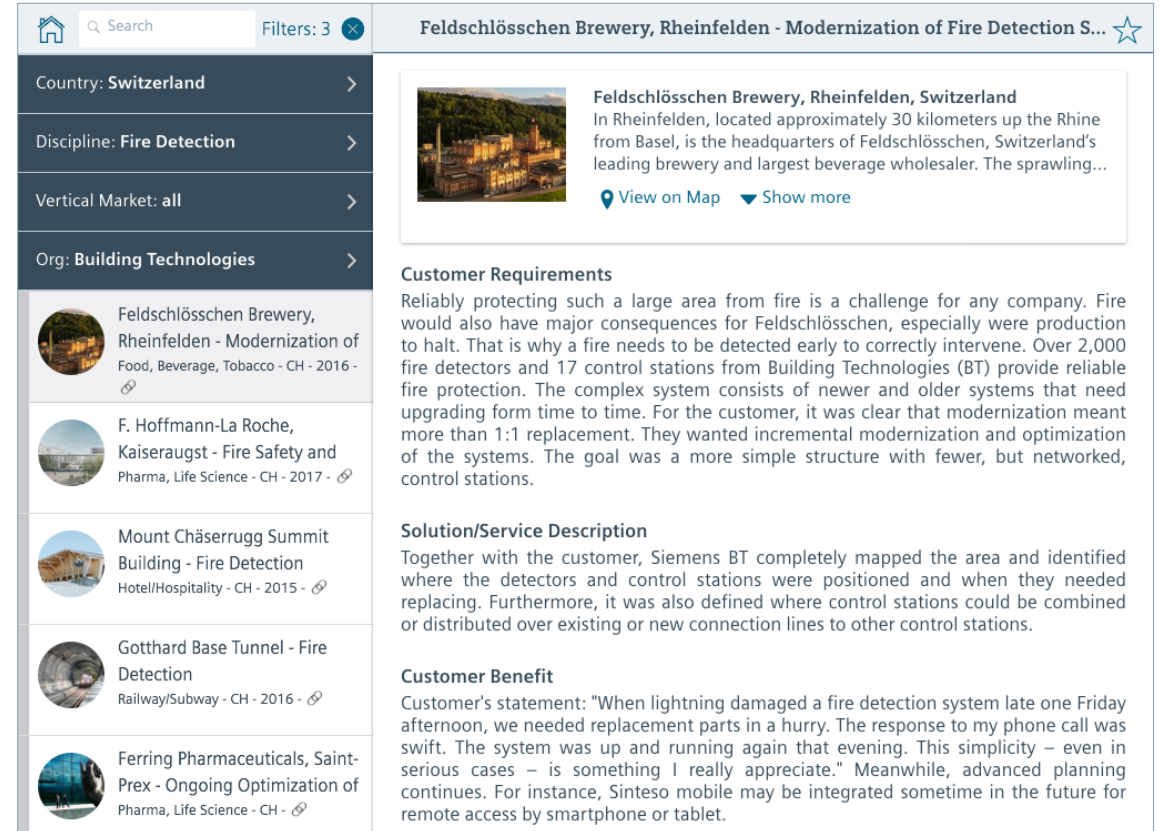 Search
Filters: 3
Feldschlösschen Brewery, Rheinfelden - Modernization of Fire Detection S...
Country: Switzerland
Discipline: Fire Detection
Vertical Market: all
Org: Building Technologies
Feldschlösschen Brewery,
Rheinfelden - Modernization of
Food, Beverage, Tobacco - CH - 2016 -
F. Hoffmann-La Roche,
Kaiseraugst - Fire Safety and
Pharma, Life Science - CH - 2017 -
Mount Chäserrugg Summit
Building - Fire Detection
Hotel/Hospitality - CH - 2015 -
Gotthard Base Tunnel - Fire
Detection
Railway/Subway - CH - 2016 -
Ferring Pharmaceuticals, Saint-
Prex - Ongoing Optimization of
Pharma, Life Science - CH -
Feldschlösschen Brewery, Rheinfelden, Switzerland
In Rheinfelden, located approximately 30 kilometers up the Rhine
from Basel, is the headquarters of Feldschlösschen, Switzerland's
leading brewery and largest beverage wholesaler. The sprawling...
View on Map
Show more
Customer Requirements
Reliably protecting such a large area from fire is a challenge for any company. Fire
would also have major consequences for Feldschlösschen, especially were production
to halt. That is why a fire needs to be detected early to correctly intervene. Over 2,000
fire detectors and 17 control stations from Building Technologies (BT) provide reliable
fire protection. The complex system consists of newer and older systems that need
upgrading form time to time. For the customer, it was clear that modernization meant
more than 1:1 replacement. They wanted incremental modernization and optimization
of the systems. The goal was a more simple structure with fewer, but networked,
control stations.
Solution/Service Description
Together with the customer, Siemens BT completely mapped the area and identified
where the detectors and control stations were positioned and when they needed
replacing. Furthermore, it was also defined where control stations could be combined
or distributed over existing or new connection lines to other control stations.
Customer Benefit
Customer's statement: "When lightning damaged a fire detection system late one Friday
afternoon, we needed replacement parts in a hurry. The response to my phone call was
swift. The system was up and running again that evening. This simplicity – even in
serious cases – is something I really appreciate." Meanwhile, advanced planning
continues. For instance, Sinteso mobile may be integrated sometime in the future for
remote access by smartphone or tablet.